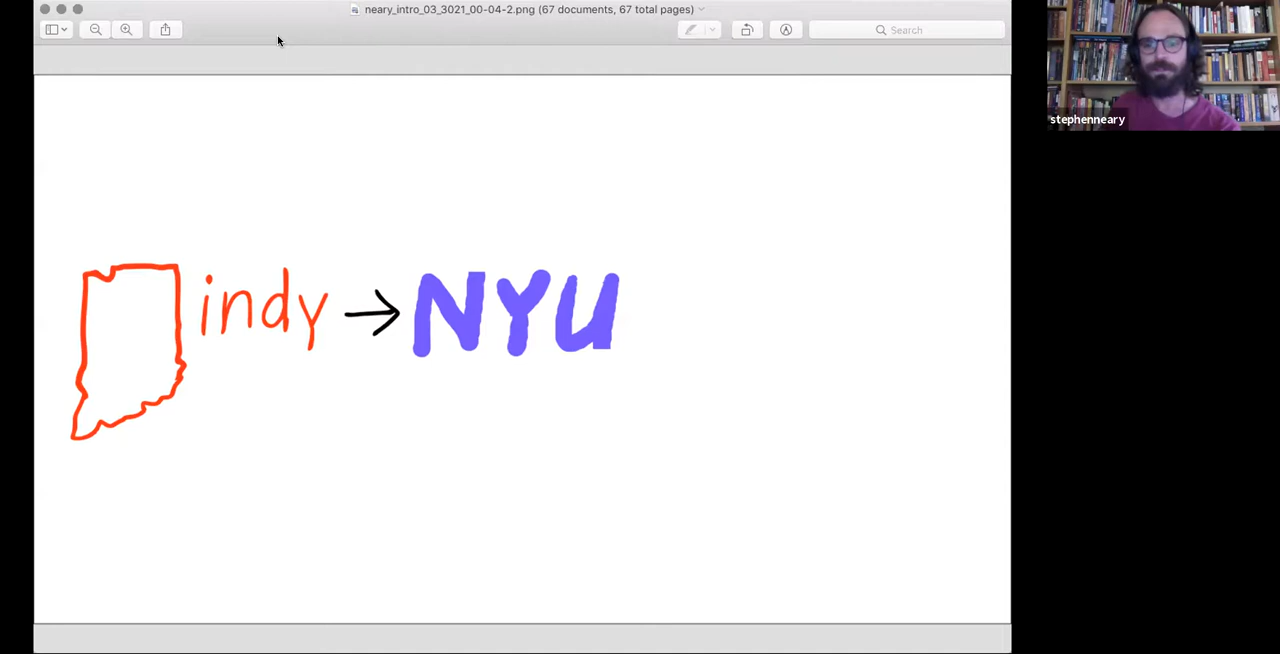 neary_intro_03_3021_00-04-2.png (67 documents, 67 total pages)
Search
stephenneary
indy → NYU